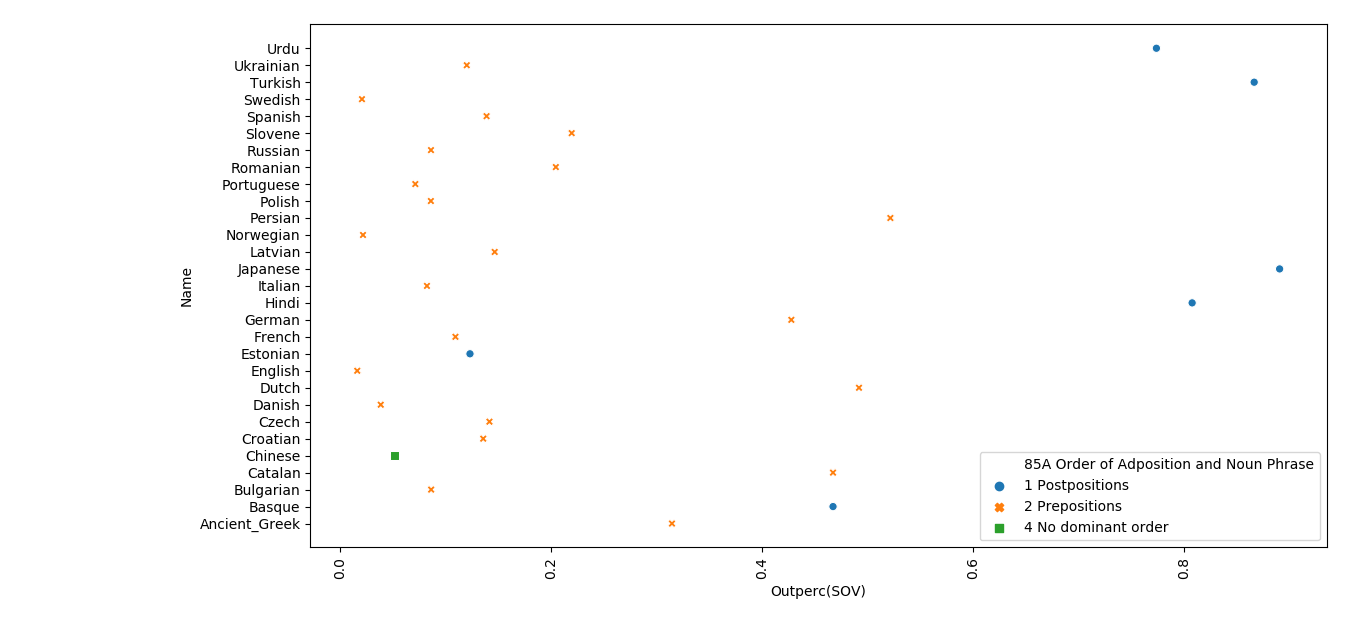 Urdu
Ukrainian
Turkish
Swedish
Spanish
Slovene
Russian
Romanian
Portuguese
Polish
Persian
Norwegian
Latvian
Japanese
Italian
Hindi
German
French
Estonian
English
Dutch
Danish
Czech
Croatian
Chinese
Catalan
Bulgarian
Basque
Ancient_Greek
Name
85A Order of Adposition and Noun Phrase
1 Postpositions
2 Prepositions
4 No dominant order
0.0
0.2
0.4
0.6
0.8
Outperc(SOV)